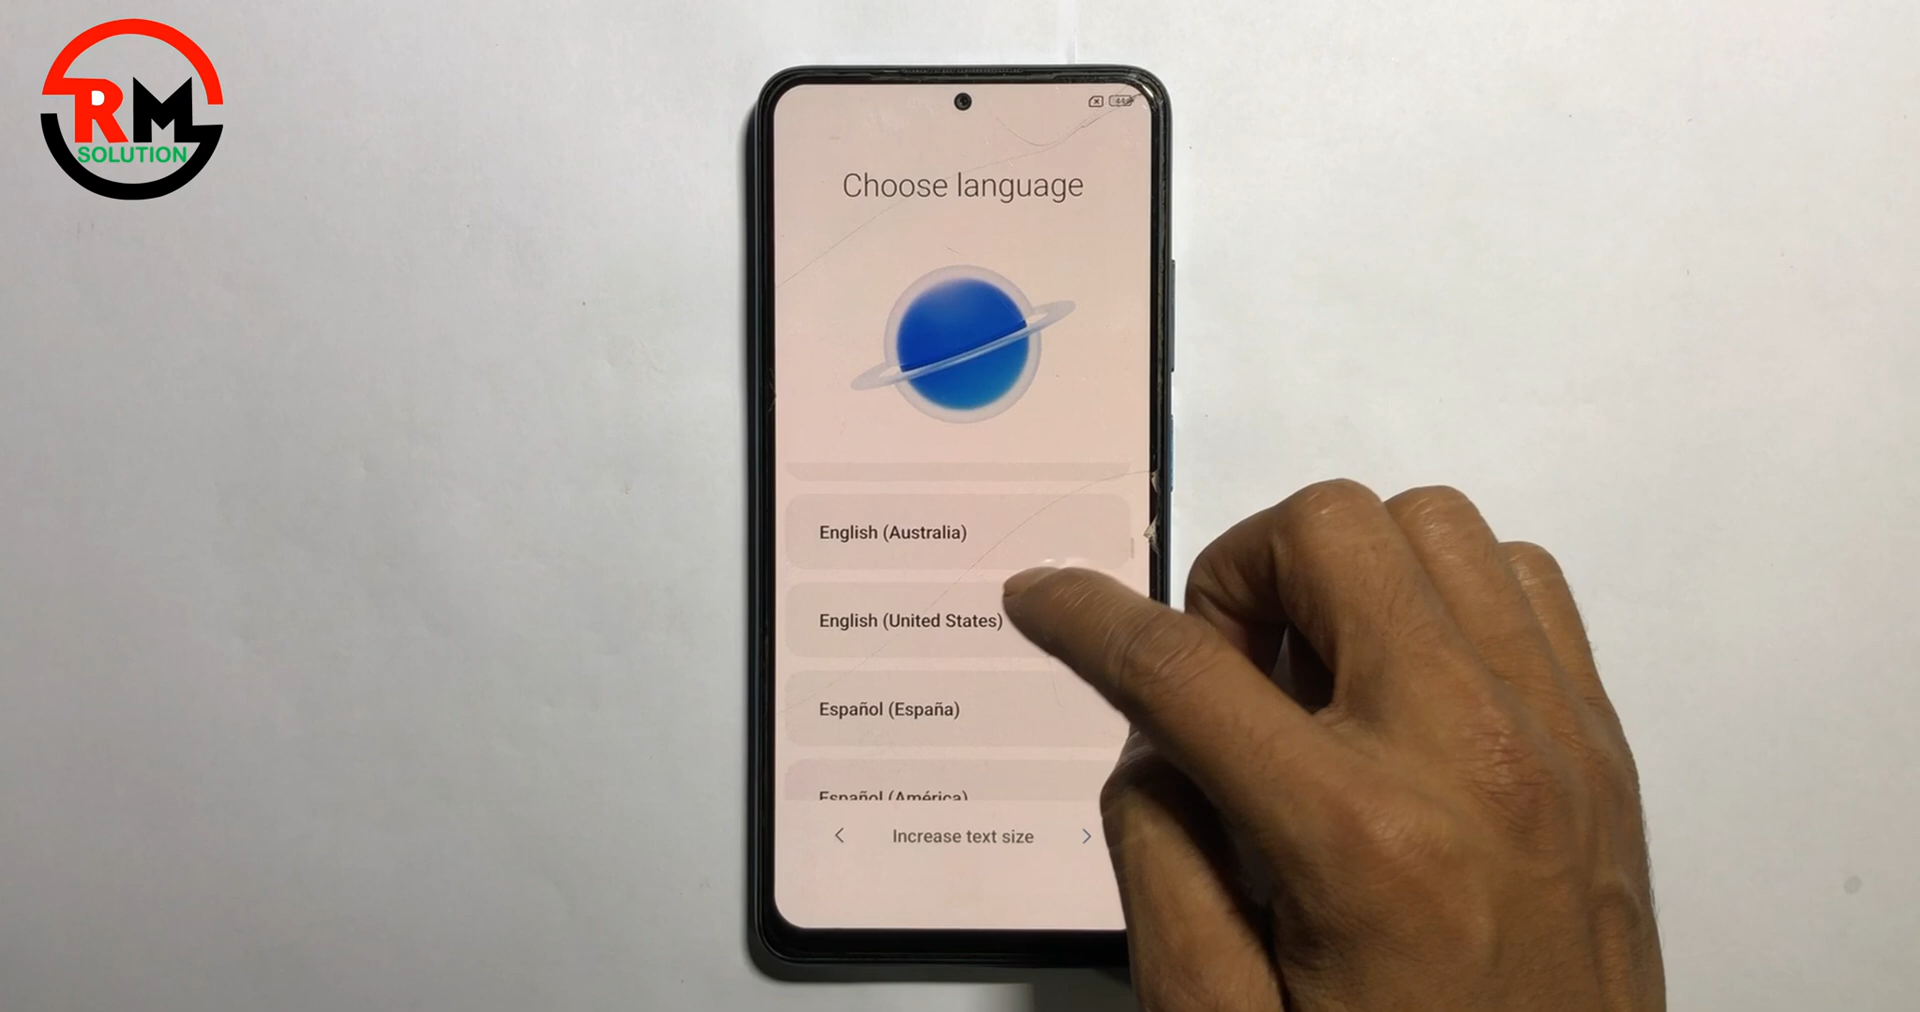 RM
SOLUTION
Choose language
English (Australia)
English (United States)
Español (España)
Español (América)
Increase text size